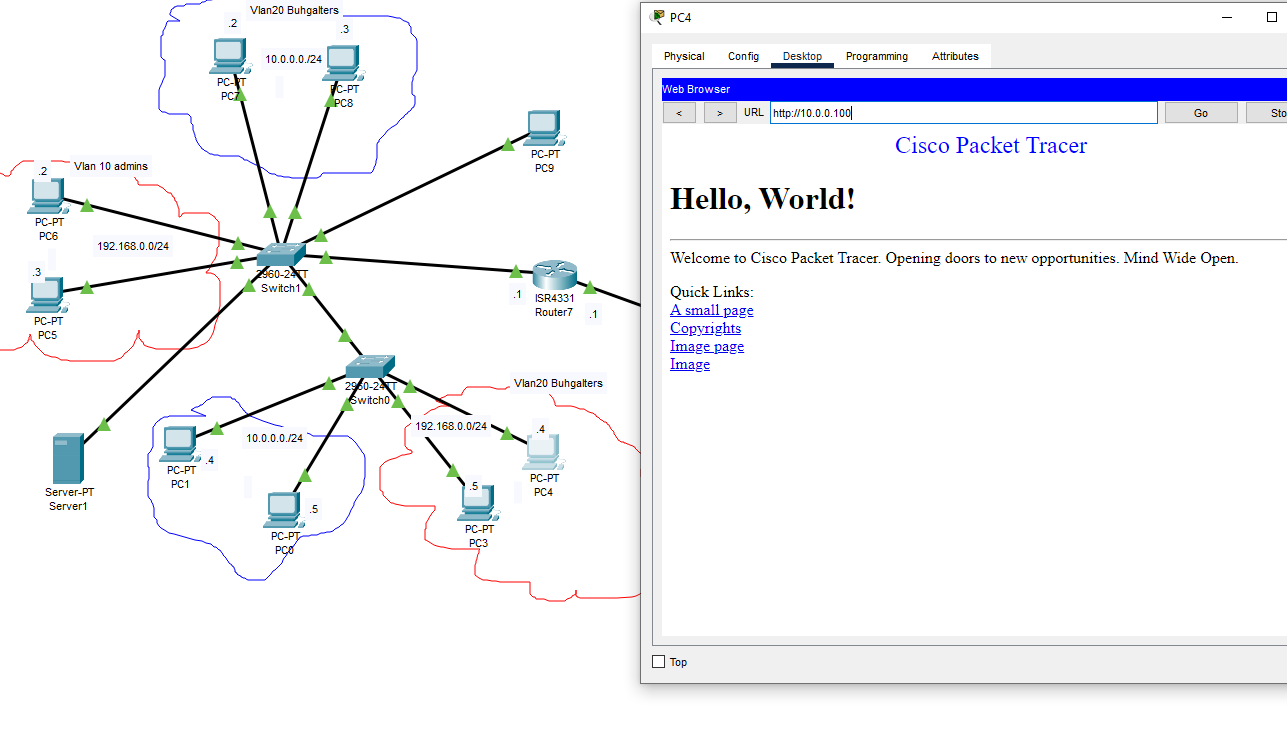 Vlan20 Buhgalters
.2
.3
10.0.0.0./24
PC-PT
PC7
PC-PT
PC8
PC-PT
PC9
Vlan 10 admins
.2
PC-PT
PC6
192.168.0.0/24
.3
PC-PT
PC5
2960-24TT
Switch1
.1
ISR4331
Router7
.1
2960-24TT
Switch0
Vlan20 Buhgalters
10.0.0.0./24
192.168.0.0/24
.4
PC-PT
PC1
.4
PC-PT
PC4
Server-PT
Server1
.5
PC-PT
PC0
.5
PC-PT
PC3
PC4
Physical Config Desktop Programming Attributes
Web Browser
< > URL http://10.0.0.100 Go Sto
Cisco Packet Tracer
Hello, World!
Welcome to Cisco Packet Tracer. Opening doors to new opportunities. Mind Wide Open.
Quick Links:
A small page
Copyrights
Image page
Image
Top